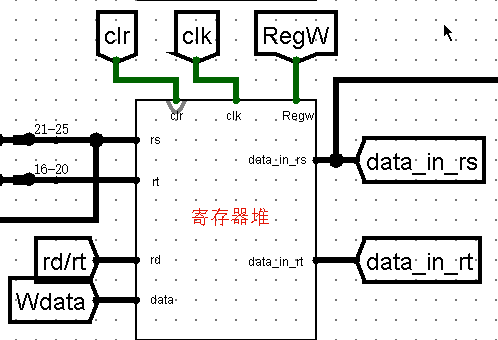 clr
clk
RegW
clr
clk
Regw
21-25
rs
data_in_rs
data_in_rs
16-20
rt
寄存器堆
rd/rt
rd
data_in_rt
data_in_rt
Wdata
data